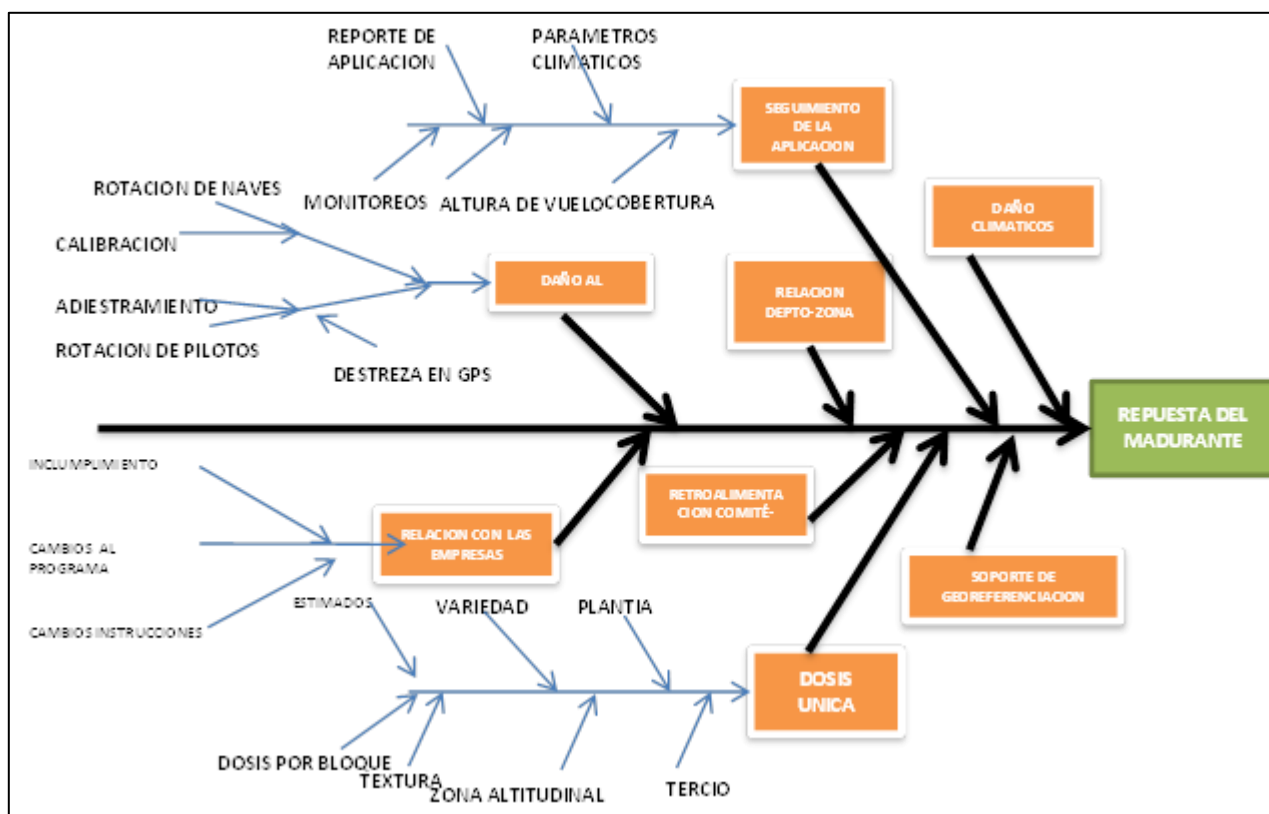 REPORTE DE
APLICACION
PARAMETROS
CLIMATICOS
SEGUIMIENTO
DE LA
APLICACION
ROTACION DE NAVES
MONITOREOS
ALTURA DE VUELO
COBERTURA
CALIBRACION
DAÑO AL
RELACION
DEPTO-ZONA
DAÑO
CLIMATICOS
ADIESTRAMIENTO
ROTACION DE PILOTOS
DESTREZA EN GPS
REPUESTA DEL
MADURANTE
INCLUMPLIMIENTO
CAMBIOS AL
PROGRAMA
CAMBIOS INSTRUCCIONES
RELACION CON LAS
EMPRESAS
RETROALIMENTA
CION COMITÉ-
SOPORTE DE
GEOREFERENCIACION
ESTIMADOS
VARIEDAD
PLANTIA
DOSIS
UNICA
DOSIS POR BLOQUE
TEXTURA
ZONA ALTITUDINAL
TERCIO